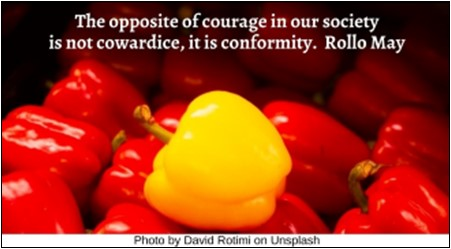 The opposite of courage in our society
is not cowardice, it is conformity.  Rollo May
Photo by David Rotimi on Unsplash